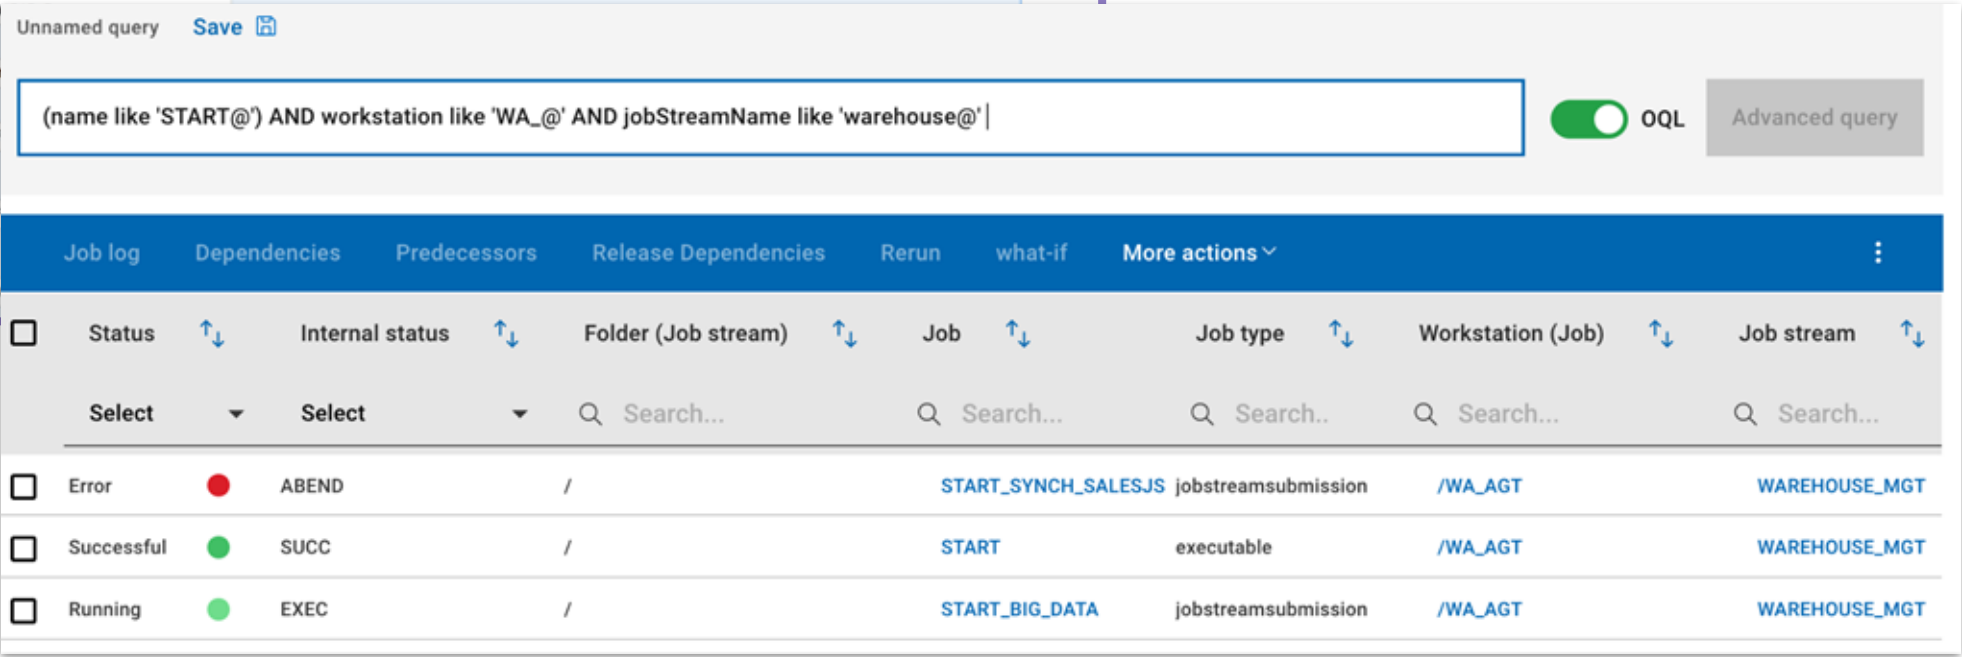 Unnamed query Save
(name like 'START@') AND workstation like 'WA_@' AND jobStreamName like 'warehouse@' OQL Advanced query
Job log Dependencies Predecessors Release Dependencies Rerun what-if More actions
Status Internal status Folder (Job stream) Job Job type Workstation (Job) Job stream
Select Select Search... Search... Search.. Search... Search...
Error ABEND / START_SYNCH_SALESJS jobstreamsubmission /WA_AGT WAREHOUSE_MGT
Successful SUCC / START executable /WA_AGT WAREHOUSE_MGT
Running EXEC / START_BIG_DATA jobstreamsubmission /WA_AGT WAREHOUSE_MGT